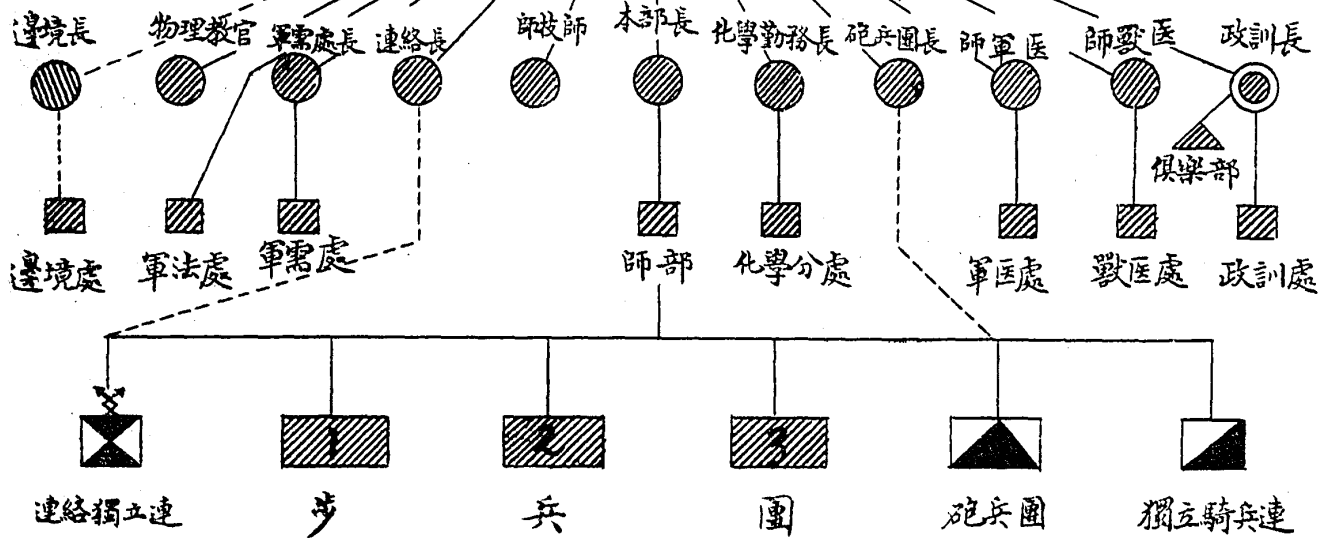 邊境長 物理教官 軍需處長 連絡長 師技師 本部長 化學勤務長 砲兵團長 師軍医 師獸医 政訓長
俱樂部
邊境處 軍法處 軍需處 師部 化學分處 軍医處 獸医處 政訓處
1 2 3
連絡獨立連 步 兵 團 砲兵團 獨立騎兵連